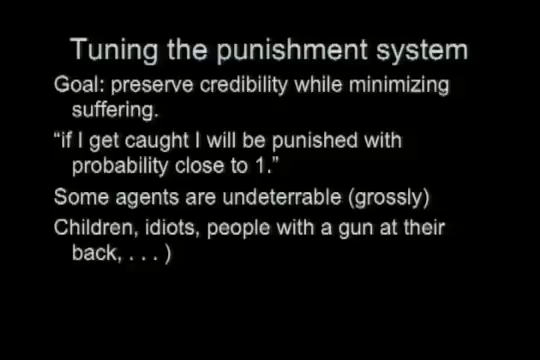 Tuning the punishment system
Goal: preserve credibility while minimizing
suffering.
“if I get caught I will be punished with
probability close to 1.”
Some agents are undeterrable (grossly)
Children, idiots, people with a gun at their
back, . . . )